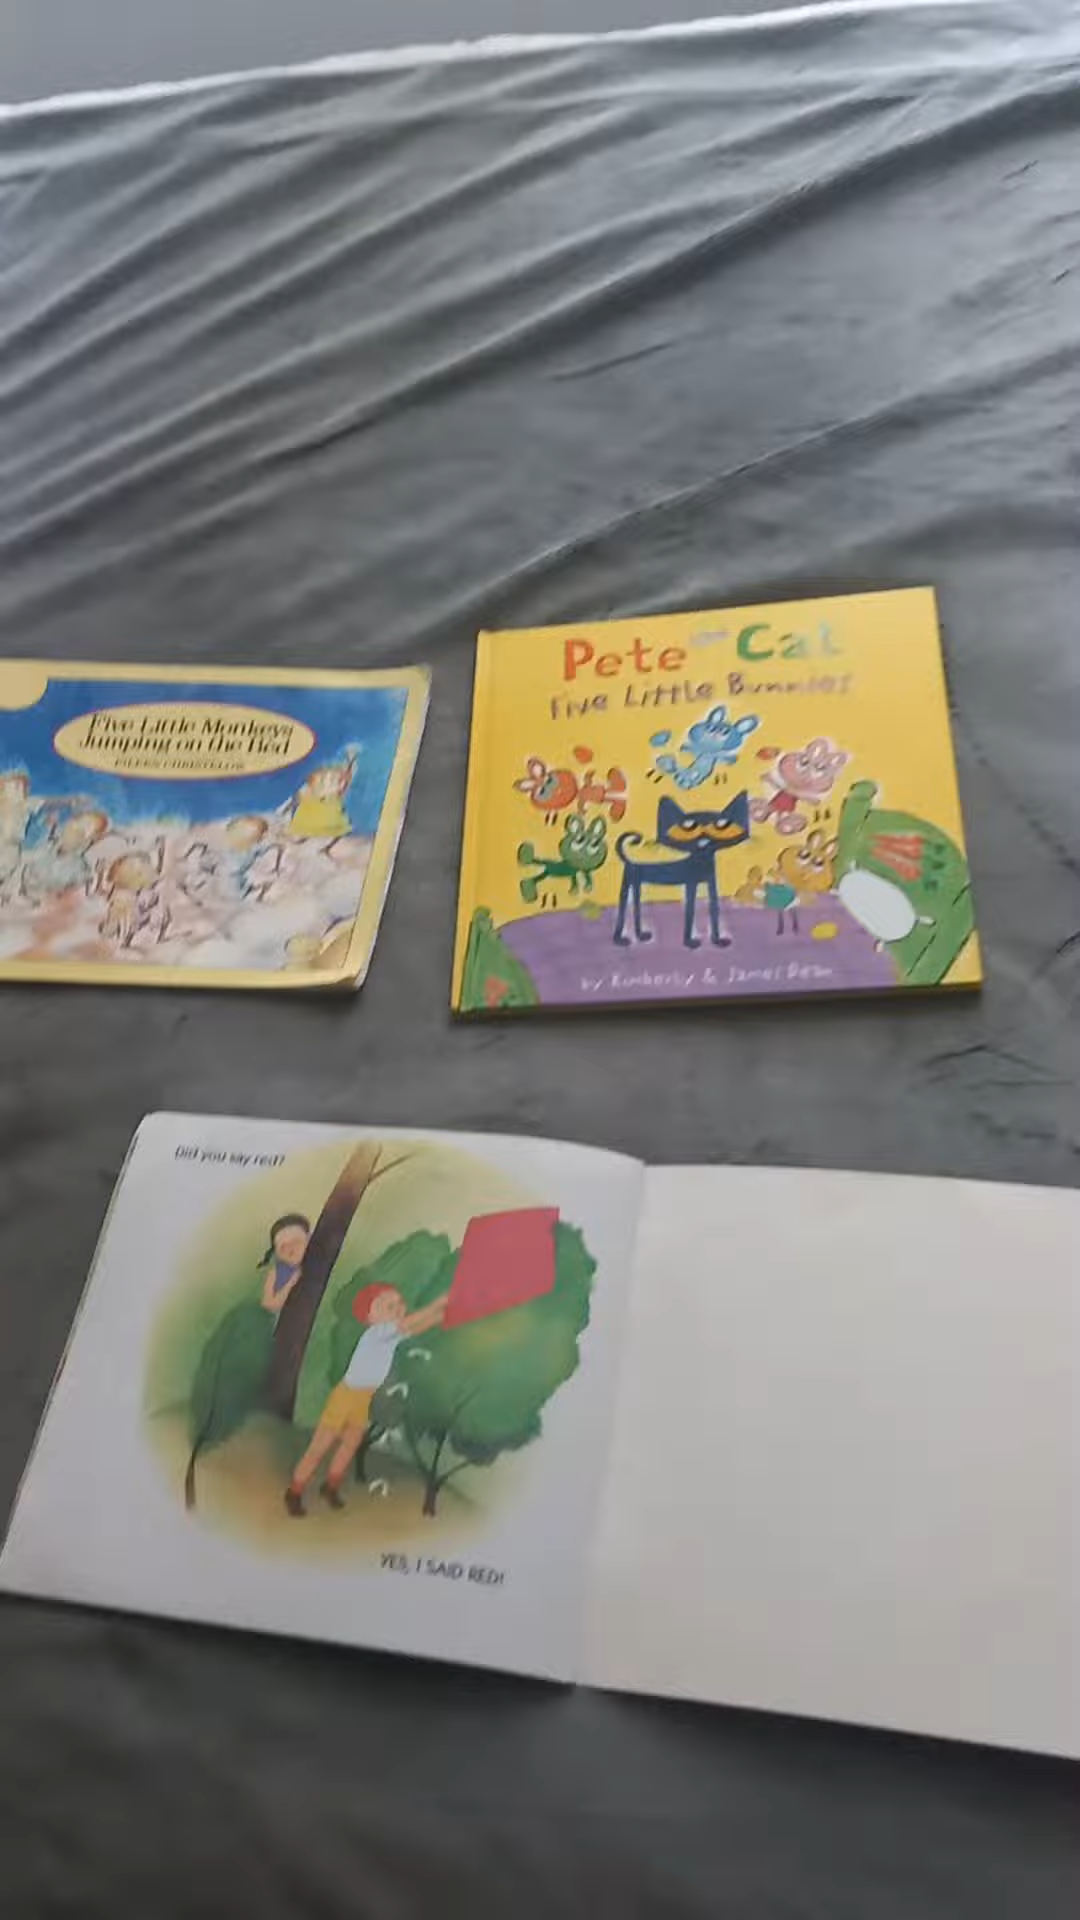 Five Little Monkeys
Jumping on the Bed
EILEEN CHRISTELOW
Pete the Cat
Five Little Bunnies
by Kimberly & James Dean
Did you say red?
YES, I SAID RED!